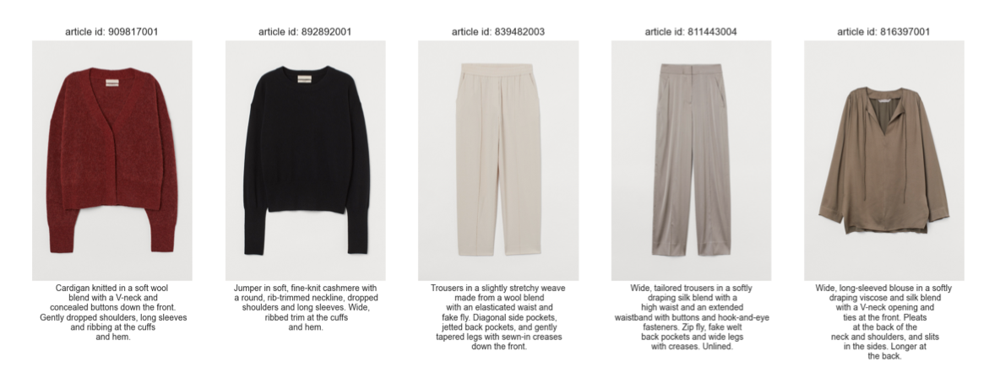 article id: 909817001
Cardigan knitted in a soft wool
blend with a V-neck and
concealed buttons down the front.
Gently dropped shoulders, long sleeves
and ribbing at the cuffs
and hem.
article id: 892892001
Jumper in soft, fine-knit cashmere with
a round, rib-trimmed neckline, dropped
shoulders and long sleeves. Wide,
ribbed trim at the cuffs
and hem.
article id: 839482003
Trousers in a slightly stretchy weave
made from a wool blend
with an elasticated waist and
fake fly. Diagonal side pockets,
jetted back pockets, and gently
tapered legs with sewn-in creases
down the front.
article id: 811443004
Wide, tailored trousers in a softly
draping silk blend with a
high waist and an extended
waistband with buttons and hook-and-eye
fasteners. Zip fly, fake welt
back pockets and wide legs
with creases. Unlined.
article id: 816397001
Wide, long-sleeved blouse in a softly
draping viscose and silk blend
with a V-neck opening and
ties at the front. Pleats
at the back of the
neck and shoulders, and slits
in the sides. Longer at
the back.